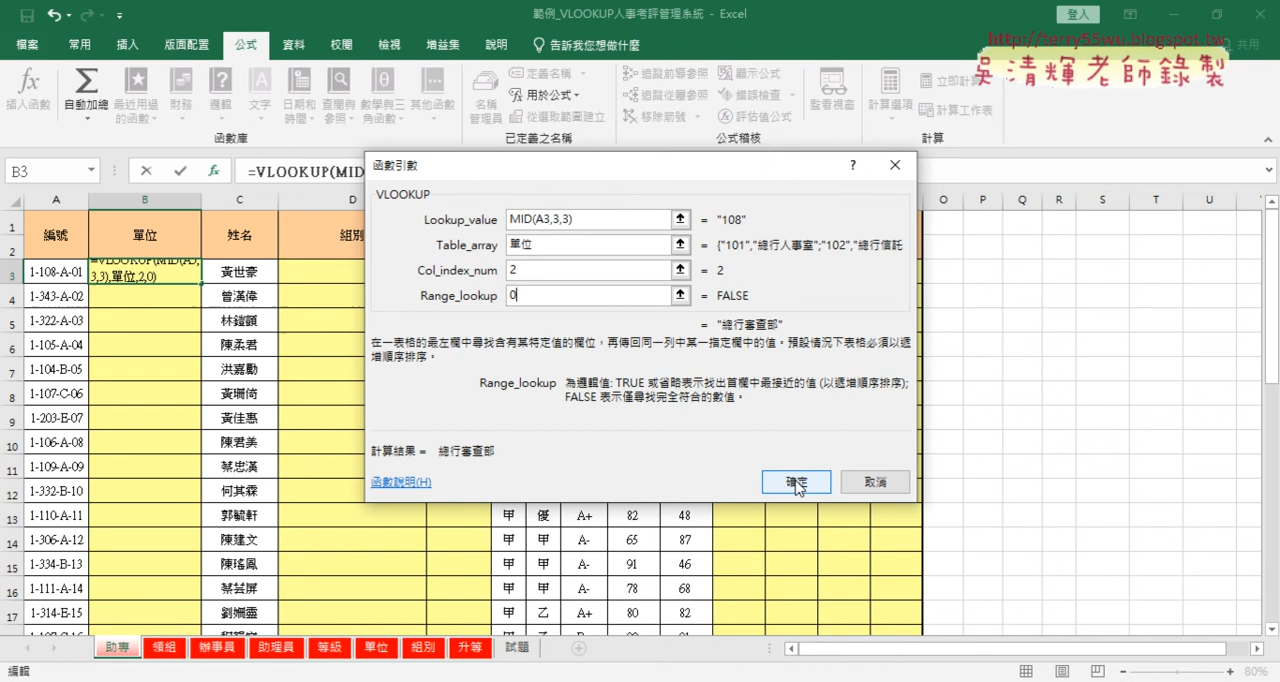 範例_VLOOKUP人事考評管理系統 - Excel
登入
檔案 常用 插入 版面配置 公式 資料 校閱 檢視 增益集 說明 告訴我您想做什麼 共用
http://terry55wu.blogspot.tw
吳清輝老師錄製
插入函數 自動加總 最近用過的函數 財務 邏輯 文字 日期和時間 查閱與參照 數學與三角函數 其他函數
函數庫
名稱管理員 定義名稱 用於公式 從選取範圍建立
已定義之名稱
追蹤前導參照 追蹤從屬參照 移除箭號 顯示公式 錯誤檢查 評估值公式
公式稽核
監看視窗 計算選項 立即計算 計算工作表
計算
B3 fx =VLOOKUP(MID
函數引數 ?
VLOOKUP
Lookup_value MID(A3,3,3) = "108"
Table_array 單位 = {"101","總行人事室";"102","總行信託
Col_index_num 2 = 2
Range_lookup 0 = FALSE
= "總行審查部"
在一表格的最左欄中尋找含有某特定值的欄位，再傳回同一列中某一指定欄中的值。預設情況下表格必須以遞
增順序排序。
Range_lookup 為邏輯值: TRUE 或省略表示找出首欄中最接近的值 (以遞增順序排序);
FALSE 表示僅尋找完全符合的數值。
計算結果 = 總行審查部
函數說明(H)
確定 取消
A B C D O P Q R S T U
1 2 編號 單位 姓名 組別
3 1-108-A-01 =VLOOKUP(MID(A3,
3,3),單位,2,0) 黃世豪
4 1-343-A-02 曾漢偉
5 1-322-A-03
6 1-105-A-04 陳柔君
7 1-104-B-05 洪嘉勳
8 1-107-C-06 黃珊倚
9 1-203-E-07 黃佳惠
10 1-106-A-08 陳君美
11 1-109-A-09 蔡忠漢
12 1-332-B-10 何其霖
13 1-110-A-11 郭毓軒 甲 優 A+ 82 48
14 1-306-A-12 陳建文 甲 甲 A- 65 87
15 1-334-B-13 陳瑤鳳 甲 甲 A- 91 46
16 1-111-A-14 蔡芸屏 甲 甲 A- 78 68
17 1-314-E-15 劉姍靈 甲 乙 A+ 80 82
助專 領組 辦事員 助理員 等級 單位 組別 升等 試題
編輯 80%